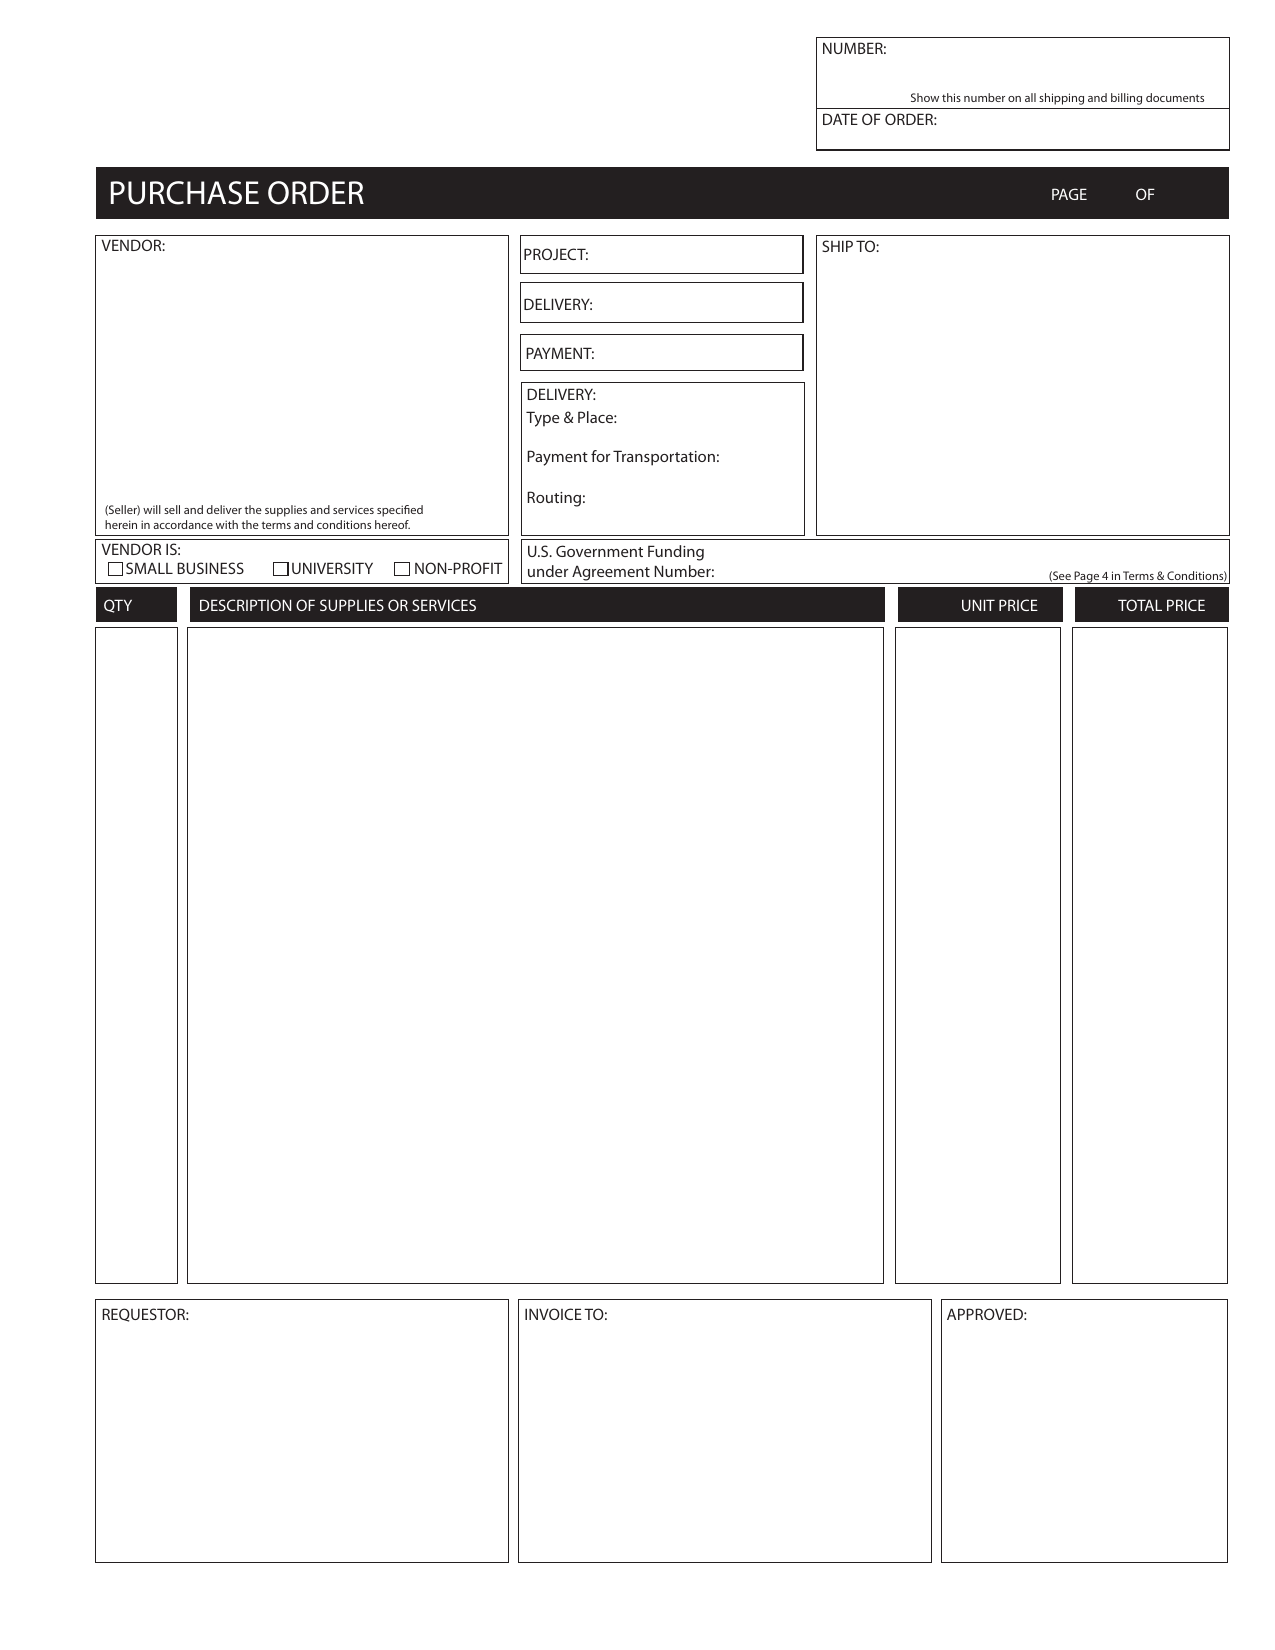 NUMBER:
Show this number on all shipping and billing documents
DATE OF ORDER:
PURCHASE ORDER
PAGE OF
VENDOR:
(Seller) will sell and deliver the supplies and services specified
herein in accordance with the terms and conditions hereof.
PROJECT:
DELIVERY:
PAYMENT:
DELIVERY:
Type & Place:
Payment for Transportation:
Routing:
SHIP TO:
VENDOR IS:
SMALL BUSINESS UNIVERSITY NON-PROFIT
U.S. Government Funding
under Agreement Number:
(See Page 4 in Terms & Conditions)
QTY DESCRIPTION OF SUPPLIES OR SERVICES UNIT PRICE TOTAL PRICE
REQUESTOR: INVOICE TO: APPROVED: